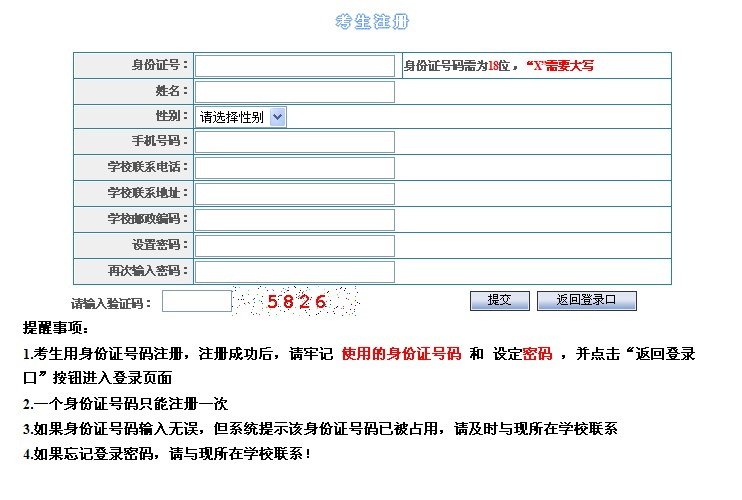 考生注册
身份证号： 身份证号码需为18位，“X”需要大写
姓名：
性别： 请选择性别
手机号码：
学校联系电话：
学校联系地址：
学校邮政编码：
设置密码：
再次输入密码：
请输入验证码： 5826 提交 返回登录口
提醒事项：
1.考生用身份证号码注册，注册成功后，请牢记 使用的身份证号码 和 设定密码 ，并点击“返回登录
口”按钮进入登录页面
2.一个身份证号码只能注册一次
3.如果身份证号码输入无误，但系统提示该身份证号码已被占用，请及时与现所在学校联系
4.如果忘记登录密码，请与现所在学校联系！